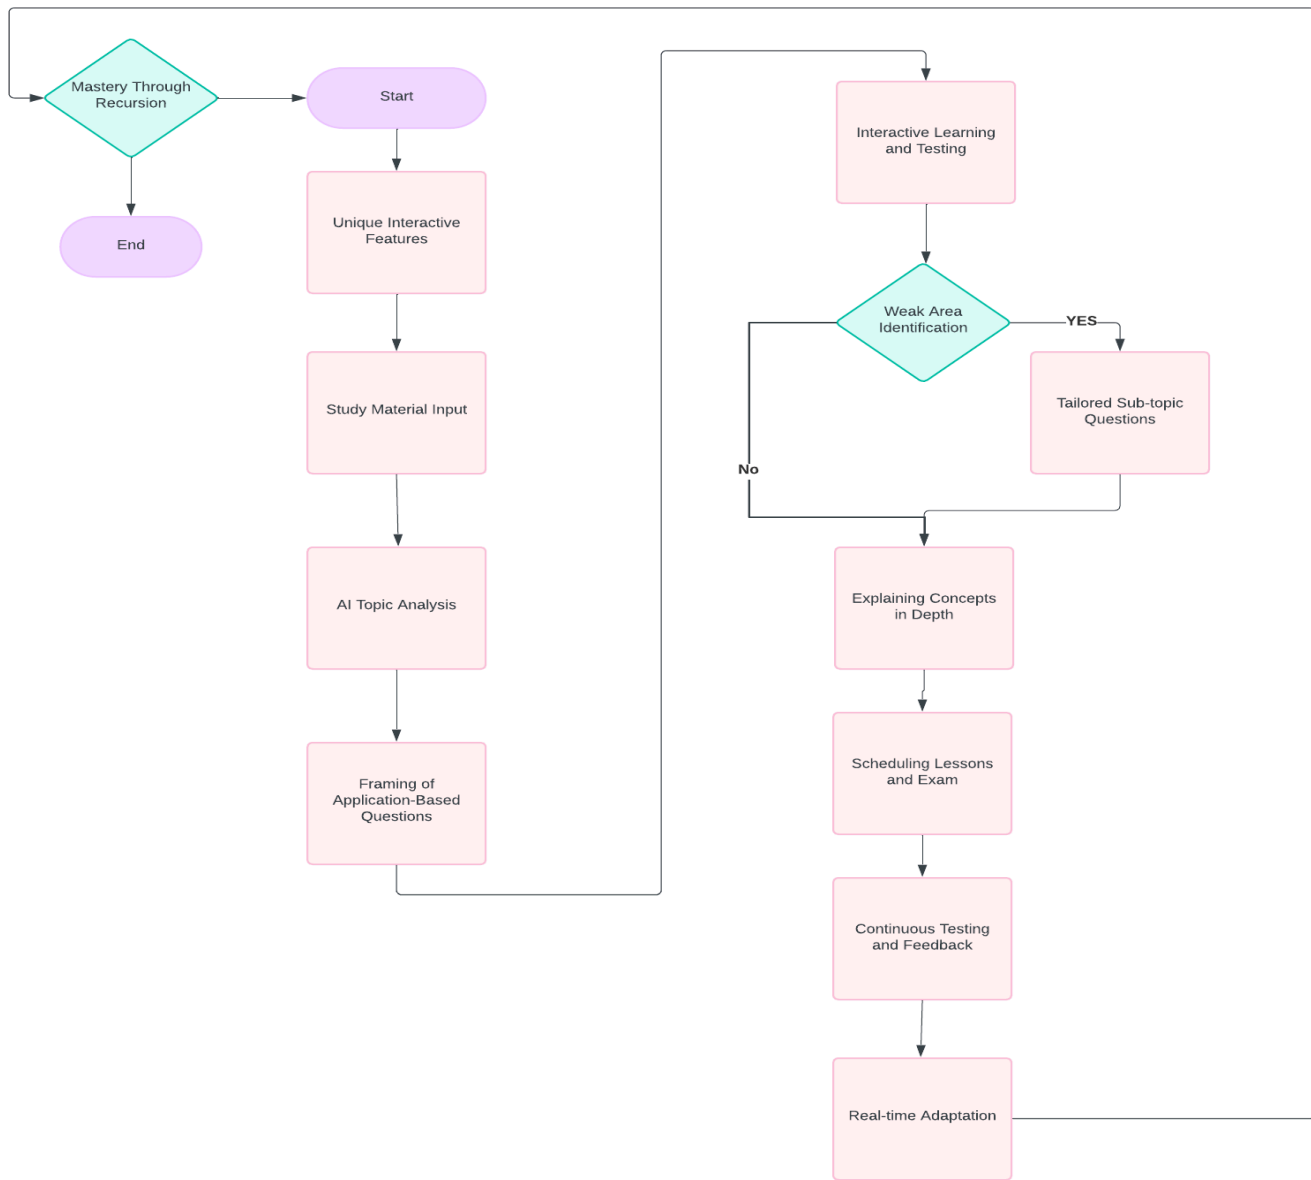 Mastery Through
Recursion
Start
End
Unique Interactive
Features
Study Material Input
AI Topic Analysis
Framing of
Application-Based
Questions
Interactive Learning
and Testing
Weak Area
Identification
YES
Tailored Sub-topic
Questions
No
Explaining Concepts
in Depth
Scheduling Lessons
and Exam
Continuous Testing
and Feedback
Real-time Adaptation